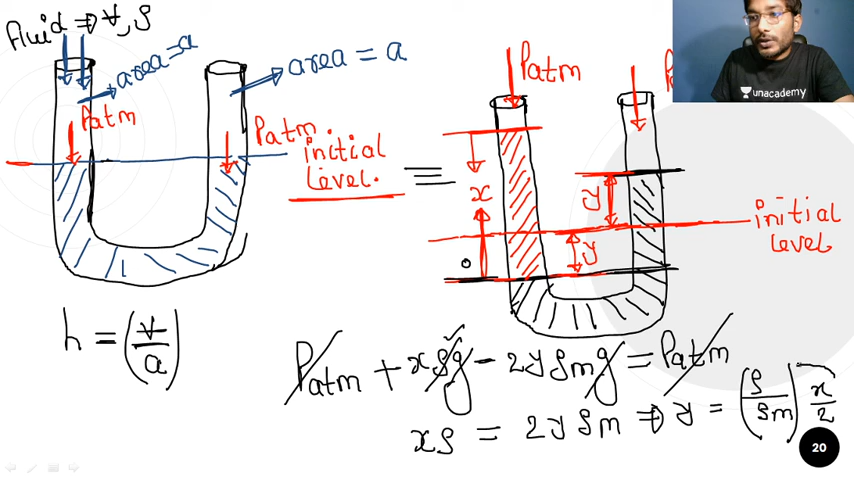 fluid ⇒ V, ρ
area = a
area = a
Patm
Patm.
initial
level.
Patm
unacademy
≡
x
y
y
initial
level
h = (V/a)
Patm + xρg - 2yρmg = Patm
xρ = 2yρm ⇒ y = (ρ/ρm) x/2
20